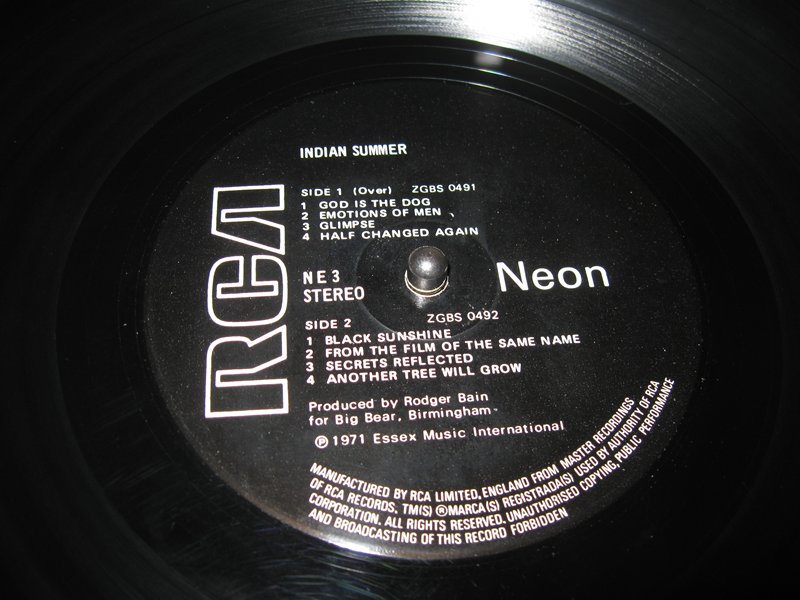 INDIAN SUMMER
SIDE 1 (Over) ZGBS 0491
1 GOD IS THE DOG
2 EMOTIONS OF MEN
3 GLIMPSE
4 HALF CHANGED AGAIN
RCA
NE3
STEREO
Neon
SIDE 2 ZGBS 0492
1 BLACK SUNSHINE
2 FROM THE FILM OF THE SAME NAME
3 SECRETS REFLECTED
4 ANOTHER TREE WILL GROW
Produced by Rodger Bain
for Big Bear, Birmingham
℗ 1971 Essex Music International
MANUFACTURED BY RCA LIMITED, ENGLAND FROM MASTER RECORDINGS
OF RCA RECORDS. TM(S) ® MARCA(S) REGISTRADA(S) USED BY AUTHORITY OF RCA
CORPORATION. ALL RIGHTS RESERVED. UNAUTHORISED COPYING, PUBLIC PERFORMANCE
AND BROADCASTING OF THIS RECORD FORBIDDEN